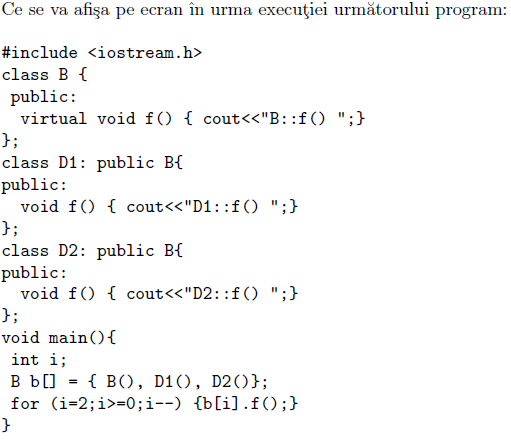 Ce se va afişa pe ecran în urma execuţiei următorului program:
#include <iostream.h>
class B {
public:
virtual void f() { cout<<"B::f() ";}
};
class D1: public B{
public:
void f() { cout<<"D1::f() ";}
};
class D2: public B{
public:
void f() { cout<<"D2::f() ";}
};
void main(){
int i;
B b[] = { B(), D1(), D2()};
for (i=2;i>=0;i--) {b[i].f();}
}